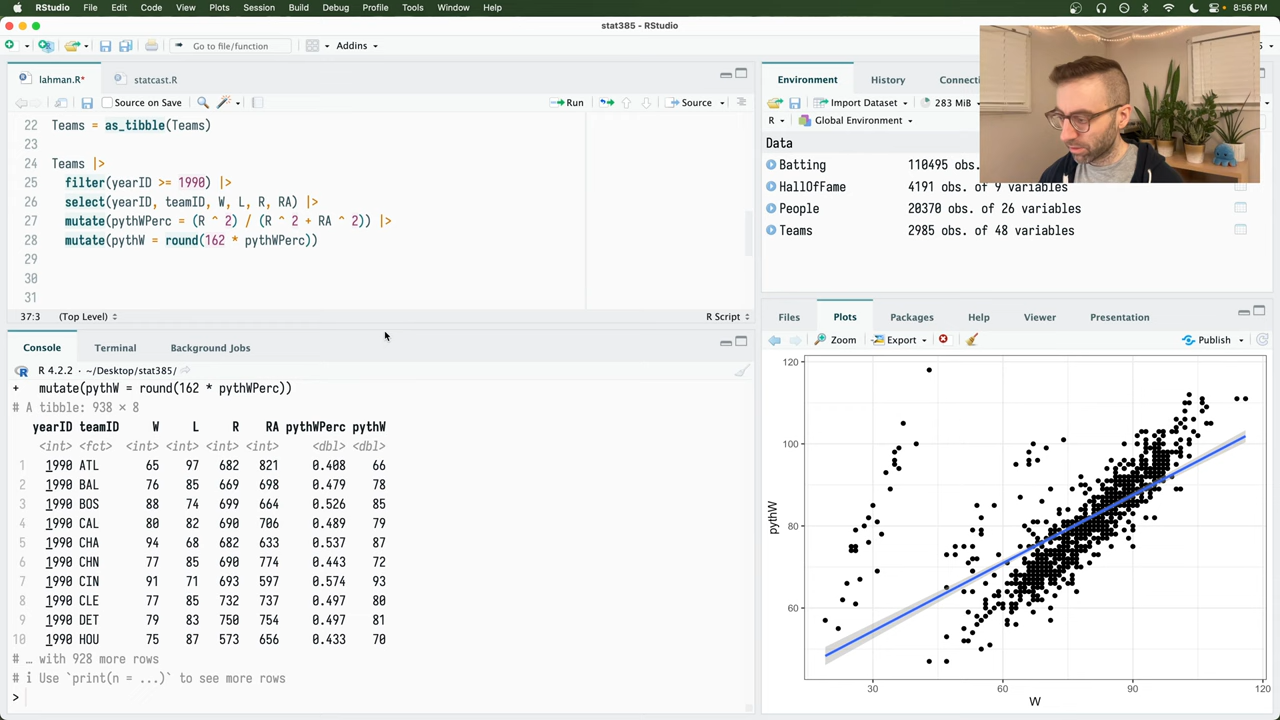 RStudio File Edit Code View Plots Session Build Debug Profile Tools Window Help 8:56 PM
stat385 - RStudio
Go to file/function Addins
lahman.R* statcast.R
Source on Save Run Source
22 Teams = as_tibble(Teams)
23
24 Teams |>
25 filter(yearID >= 1990) |>
26 select(yearID, teamID, W, L, R, RA) |>
27 mutate(pythWPerc = (R ^ 2) / (R ^ 2 + RA ^ 2)) |>
28 mutate(pythW = round(162 * pythWPerc))
29
30
31
37:3 (Top Level) R Script
Console Terminal Background Jobs
R 4.2.2 · ~/Desktop/stat385/
+ mutate(pythW = round(162 * pythWPerc))
# A tibble: 938 × 8
yearID teamID W L R RA pythWPerc pythW
<int> <fct> <int> <int> <int> <int> <dbl> <dbl>
1 1990 ATL 65 97 682 821 0.408 66
2 1990 BAL 76 85 669 698 0.479 78
3 1990 BOS 88 74 699 664 0.526 85
4 1990 CAL 80 82 690 706 0.489 79
5 1990 CHA 94 68 682 633 0.537 87
6 1990 CHN 77 85 690 774 0.443 72
7 1990 CIN 91 71 693 597 0.574 93
8 1990 CLE 77 85 732 737 0.497 80
9 1990 DET 79 83 750 754 0.497 81
10 1990 HOU 75 87 573 656 0.433 70
# … with 928 more rows
# ℹ Use `print(n = ...)` to see more rows
>
Environment History
Import Dataset 283 MiB
R Global Environment
Data
Batting 110495 obs.
HallOfFame 4191 obs. of 9 variables
People 20370 obs. of 26 variables
Teams 2985 obs. of 48 variables
Files Plots Packages Help Viewer Presentation
Zoom Export Publish
120
100
80
60
pythW
30 60 90 120
W